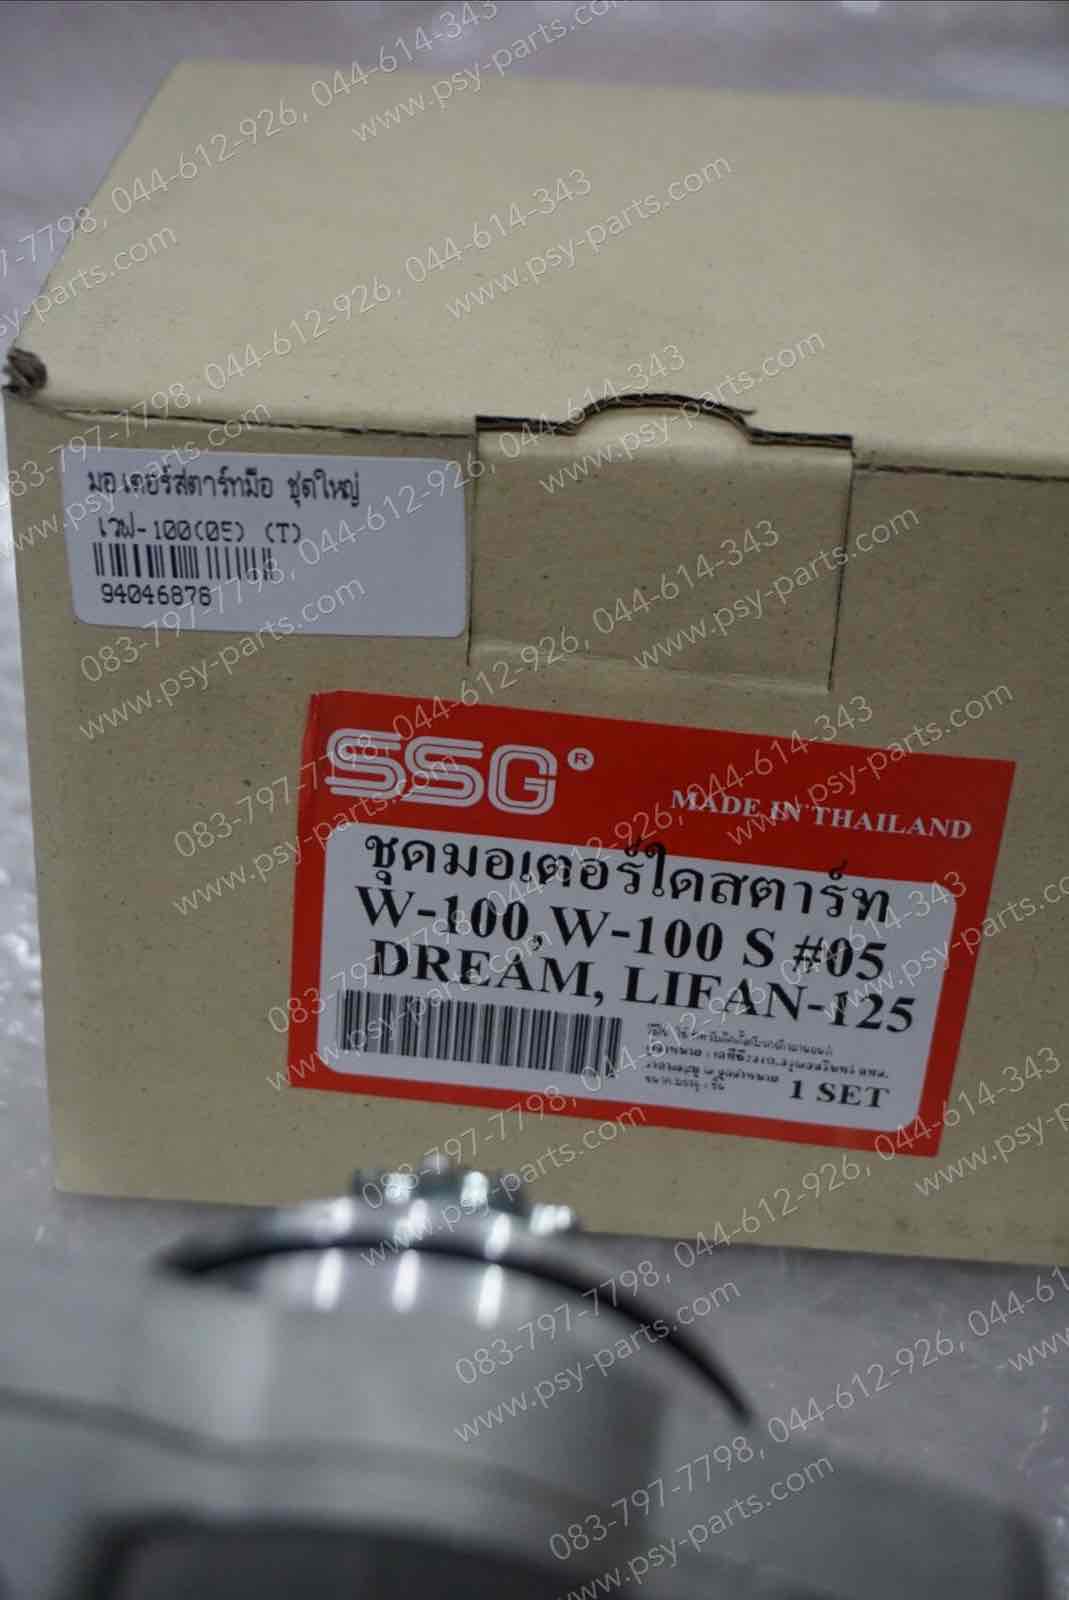 มอเตอร์สตาร์ทมือ ชุดใหญ่
เวฟ-100(05) (T)
94046878
SSG®
MADE IN THAILAND
ชุดมอเตอร์ไดสตาร์ท
W-100, W-100 S #05
DREAM, LIFAN-125
1 SET
083-797-7798, 044-612-926, 044-614-343
www.psy-parts.com